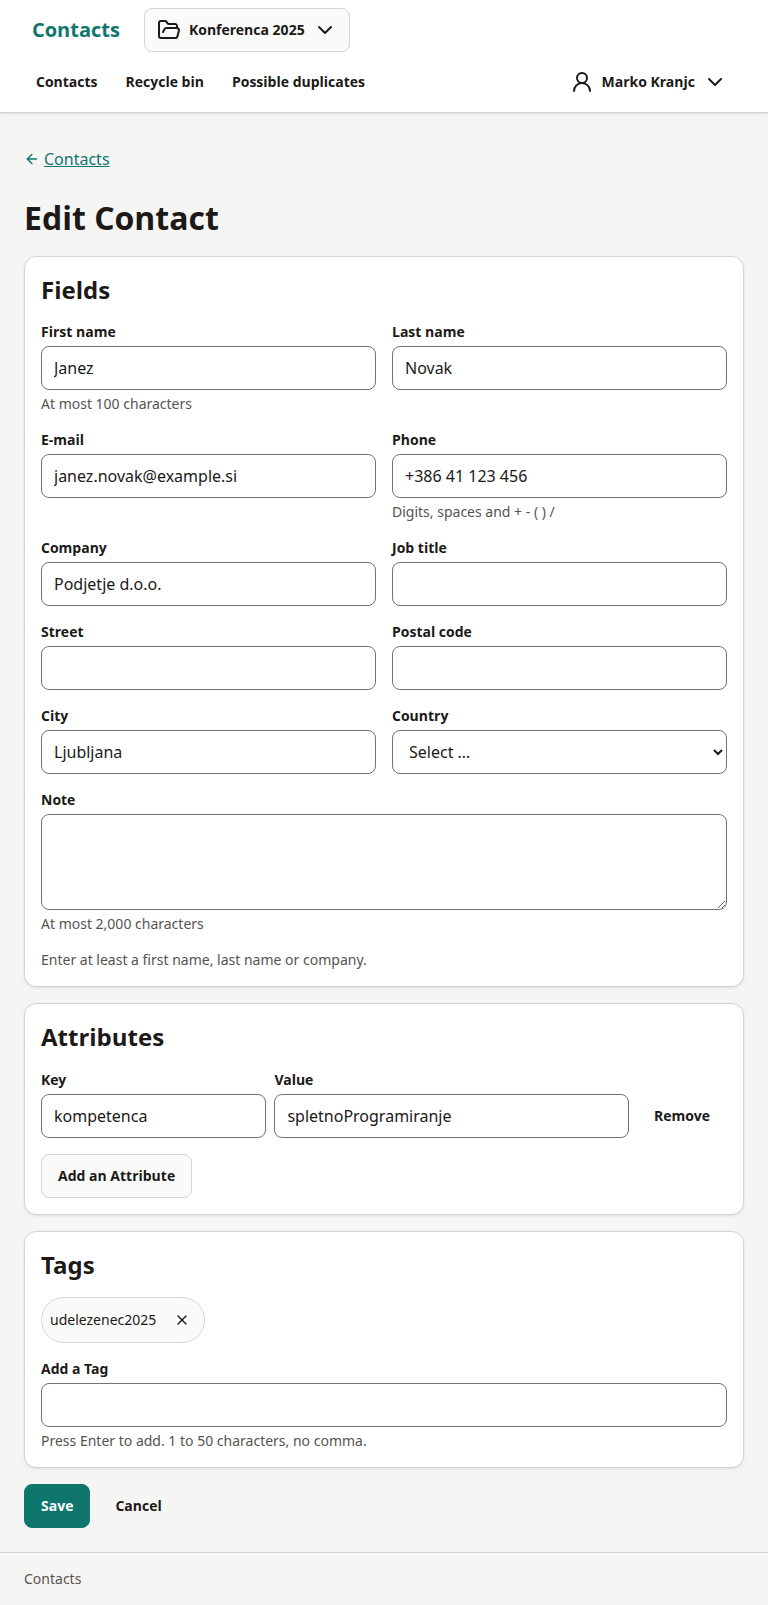 Contacts
Konferenca 2025
Contacts
Recycle bin
Possible duplicates
Marko Kranjc
← Contacts
Edit Contact
Fields
First name
Last name
Janez
Novak
At most 100 characters
E-mail
Phone
janez.novak@example.si
+386 41 123 456
Digits, spaces and + - ( ) /
Company
Job title
Podjetje d.o.o.
Street
Postal code
City
Country
Ljubljana
Select ...
Note
At most 2,000 characters
Enter at least a first name, last name or company.
Attributes
Key
Value
kompetenca
spletnoProgramiranje
Remove
Add an Attribute
Tags
udelezenec2025
Add a Tag
Press Enter to add. 1 to 50 characters, no comma.
Save
Cancel
Contacts